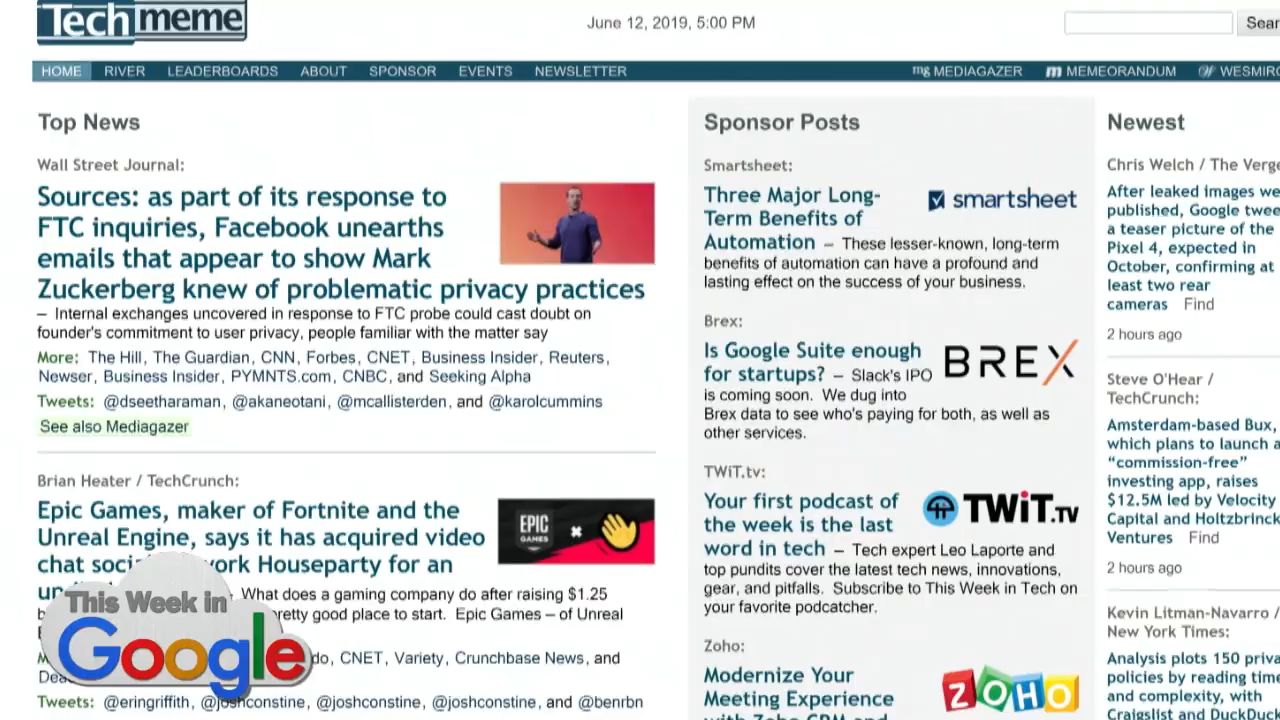 Techmeme
June 12, 2019, 5:00 PM
Sear
HOME RIVER LEADERBOARDS ABOUT SPONSOR EVENTS NEWSLETTER
mg MEDIAGAZER m MEMEORANDUM W WESMIRC
Top News
Wall Street Journal:
Sources: as part of its response to
FTC inquiries, Facebook unearths
emails that appear to show Mark
Zuckerberg knew of problematic privacy practices
— Internal exchanges uncovered in response to FTC probe could cast doubt on
founder's commitment to user privacy, people familiar with the matter say
More: The Hill, The Guardian, CNN, Forbes, CNET, Business Insider, Reuters,
Newser, Business Insider, PYMNTS.com, CNBC, and Seeking Alpha
Tweets: @dseetharaman, @akaneotani, @mcallisterden, and @karolcummins
See also Mediagazer
Brian Heater / TechCrunch:
Epic Games, maker of Fortnite and the
Unreal Engine, says it has acquired video
chat soci ork Houseparty for an
un
What does a gaming company do after raising $1.25
retty good place to start. Epic Games — of Unreal
do, CNET, Variety, Crunchbase News, and
Dea
Tweets: @eringriffith, @joshconstine, @joshconstine, @joshconstine, and @benrbn
EPIC
GAMES
This Week in
Google
Sponsor Posts
Smartsheet:
Three Major Long-
Term Benefits of
Automation — These lesser-known, long-term
benefits of automation can have a profound and
lasting effect on the success of your business.
smartsheet
Brex:
Is Google Suite enough
for startups? — Slack's IPO
is coming soon. We dug into
Brex data to see who's paying for both, as well as
other services.
BREX
TWiT.tv:
Your first podcast of
the week is the last
word in tech — Tech expert Leo Laporte and
top pundits cover the latest tech news, innovations,
gear, and pitfalls. Subscribe to This Week in Tech on
your favorite podcatcher.
TWiT.tv
Zoho:
Modernize Your
Meeting Experience
with Zoho CRM and
ZOHO
Newest
Chris Welch / The Verge
After leaked images we
published, Google twee
a teaser picture of the
Pixel 4, expected in
October, confirming at
least two rear
cameras Find
2 hours ago
Steve O'Hear /
TechCrunch:
Amsterdam-based Bux,
which plans to launch a
“commission-free”
investing app, raises
$12.5M led by Velocity
Capital and Holtzbrinck
Ventures Find
2 hours ago
Kevin Litman-Navarro /
New York Times:
Analysis plots 150 priva
policies by reading time
and complexity, with
Craigslist and DuckDuck